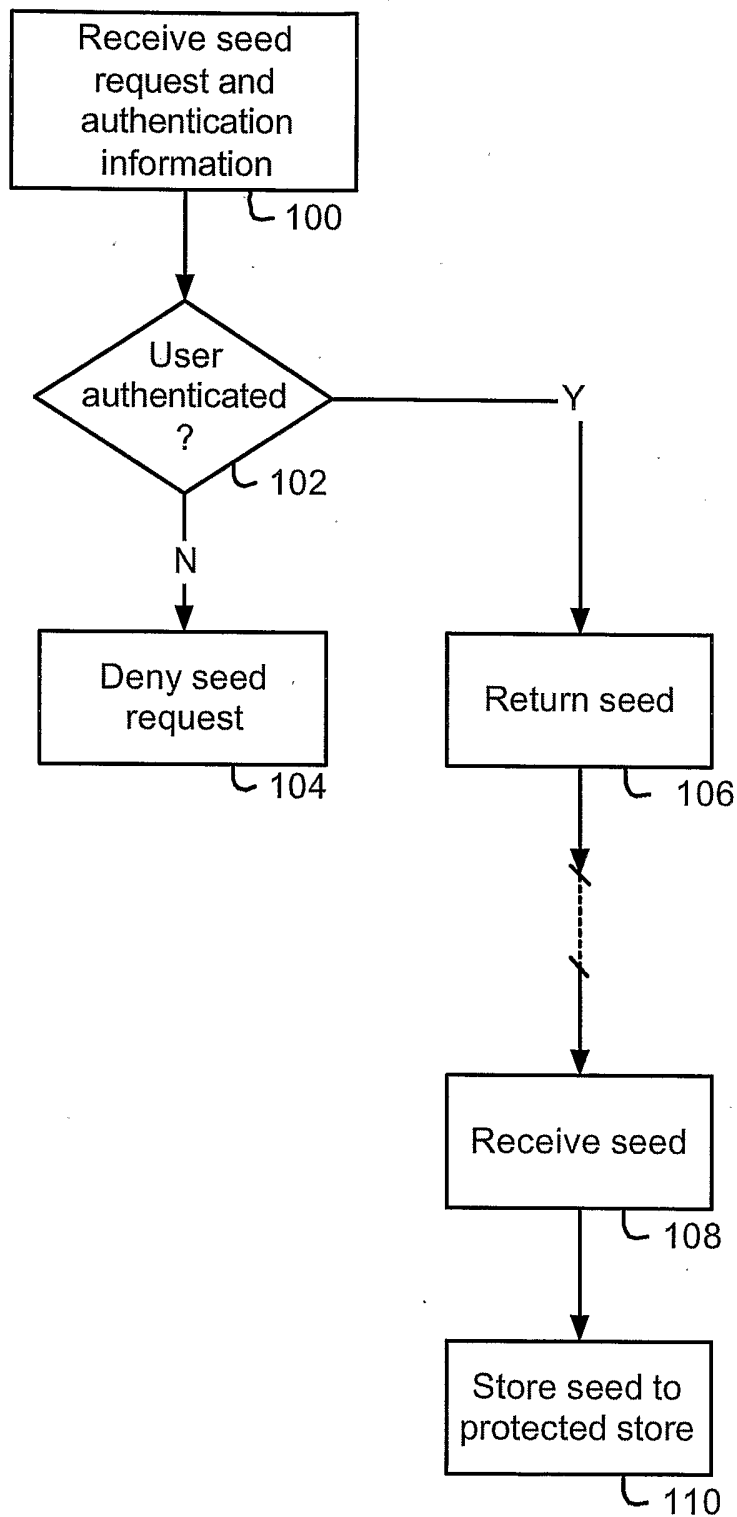 Receive seed
request and
authentication
information
100
User
authenticated
?
102
Y
N
Deny seed
request
104
Return seed
106
Receive seed
108
Store seed to
protected store
110